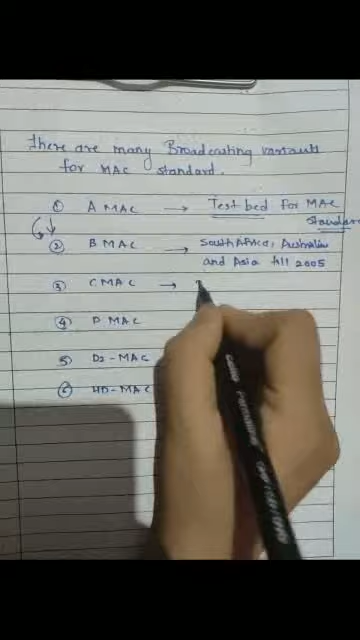 There are many Broadcasting variants
for MAC standard.
① A MAC → Test bed for MAC
Standard
② B MAC → South Africa, Australia
and Asia till 2005
③ C MAC →
④ D MAC
⑤ D2-MAC
⑥ HD-MAC